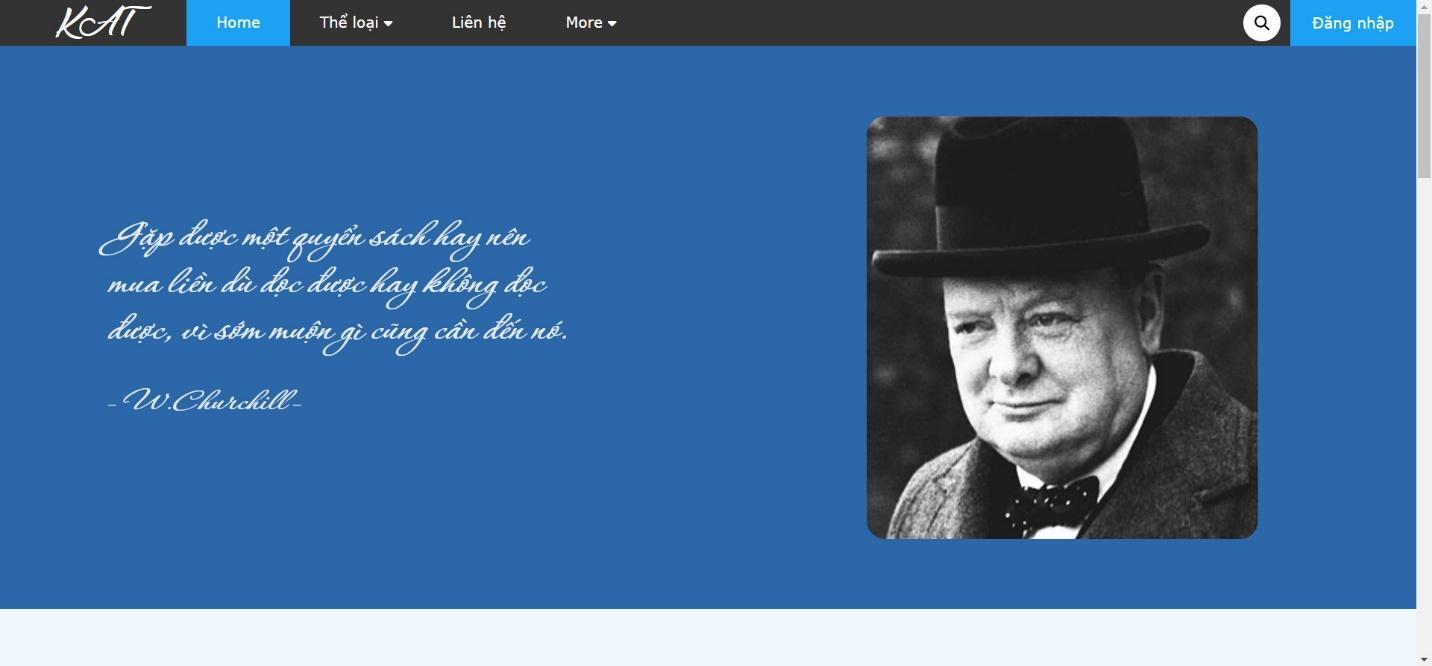 KAT
Home
Thể loại
Liên hệ
More
Đăng nhập
Gặp được một quyển sách hay nên
mua liền dù đọc được hay không đọc
được, vì sớm muộn gì cũng cần đến nó.
- W.Churchill-